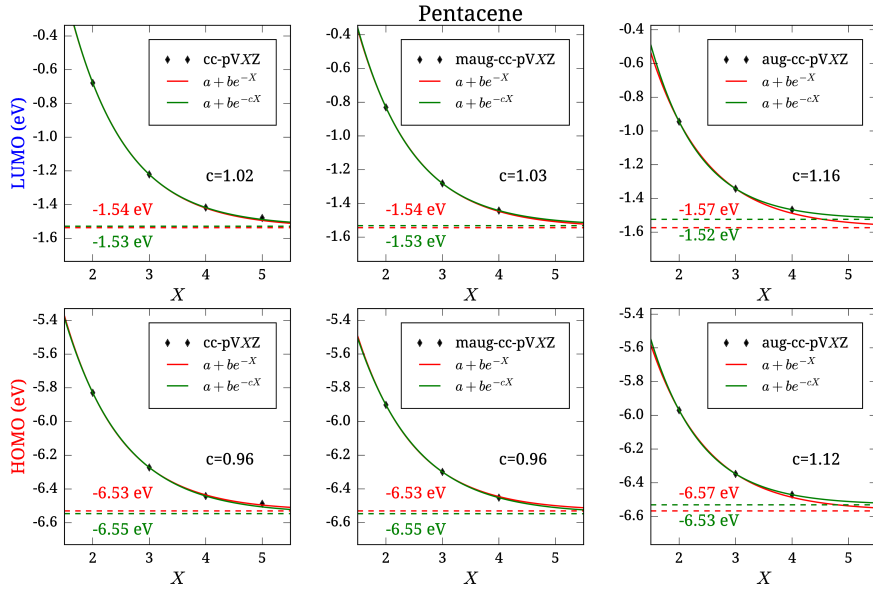 Pentacene
LUMO (eV)
-0.4
-0.6
-0.8
-1.0
-1.2
-1.4
-1.6
cc-pVXZ
a + be^{-X}
a + be^{-cX}
c=1.02
-1.54 eV
-1.53 eV
2 3 4 5
X
-0.4
-0.6
-0.8
-1.0
-1.2
-1.4
-1.6
maug-cc-pVXZ
a + be^{-X}
a + be^{-cX}
c=1.03
-1.54 eV
-1.53 eV
2 3 4 5
X
-0.4
-0.6
-0.8
-1.0
-1.2
-1.4
-1.6
aug-cc-pVXZ
a + be^{-X}
a + be^{-cX}
c=1.16
-1.57 eV
-1.52 eV
2 3 4 5
X
HOMO (eV)
-5.4
-5.6
-5.8
-6.0
-6.2
-6.4
-6.6
cc-pVXZ
a + be^{-X}
a + be^{-cX}
c=0.96
-6.53 eV
-6.55 eV
2 3 4 5
X
-5.4
-5.6
-5.8
-6.0
-6.2
-6.4
-6.6
maug-cc-pVXZ
a + be^{-X}
a + be^{-cX}
c=0.96
-6.53 eV
-6.55 eV
2 3 4 5
X
-5.4
-5.6
-5.8
-6.0
-6.2
-6.4
-6.6
aug-cc-pVXZ
a + be^{-X}
a + be^{-cX}
c=1.12
-6.57 eV
-6.53 eV
2 3 4 5
X